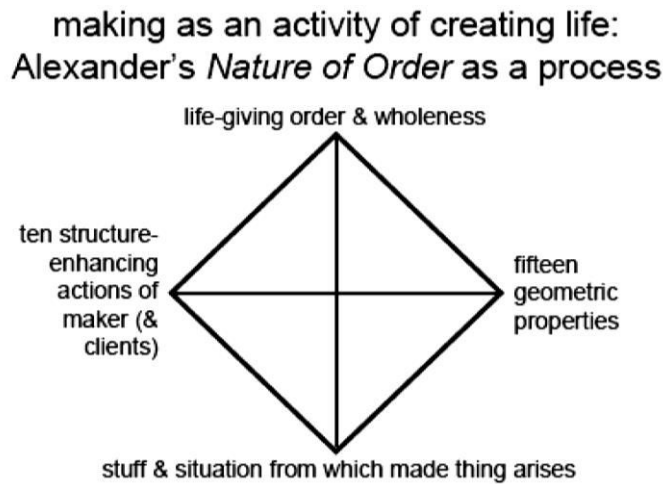 making as an activity of creating life:
Alexander's Nature of Order as a process
life-giving order & wholeness
ten structure-
enhancing
actions of
maker (&
clients)
fifteen
geometric
properties
stuff & situation from which made thing arises